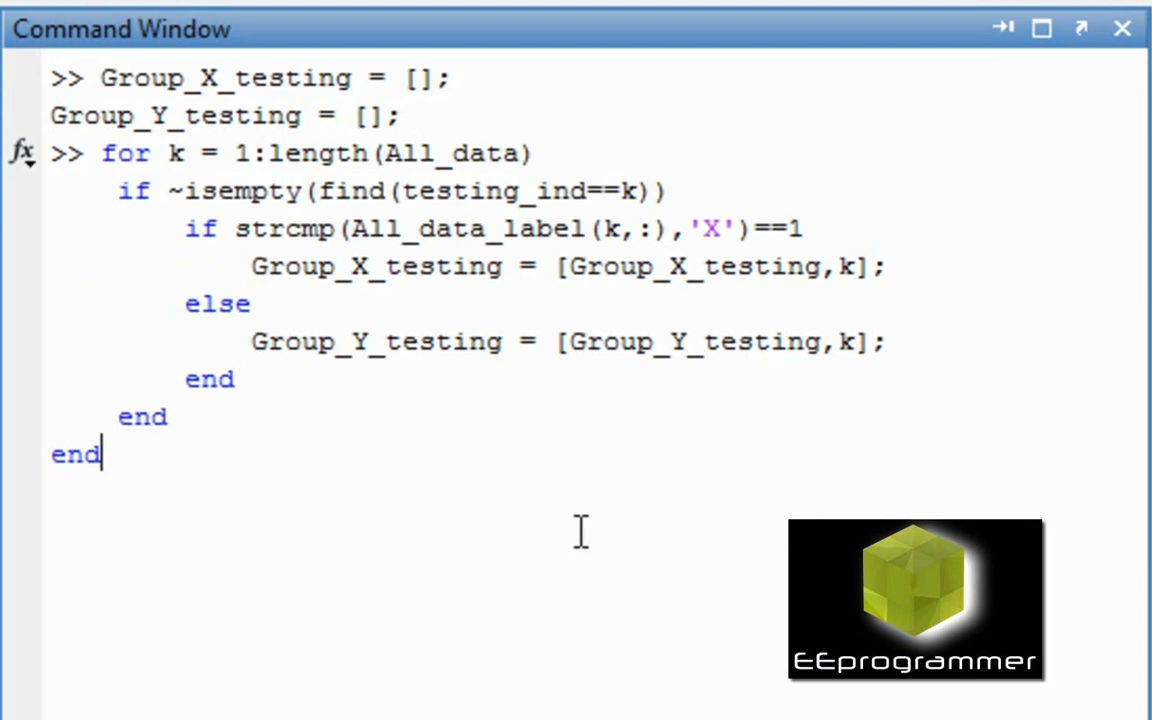 Command Window
>> Group_X_testing = [];
Group_Y_testing = [];
fx >> for k = 1:length(All_data)
if ~isempty(find(testing_ind==k))
if strcmp(All_data_label(k,:),'X')==1
Group_X_testing = [Group_X_testing,k];
else
Group_Y_testing = [Group_Y_testing,k];
end
end
end
EEprogrammer